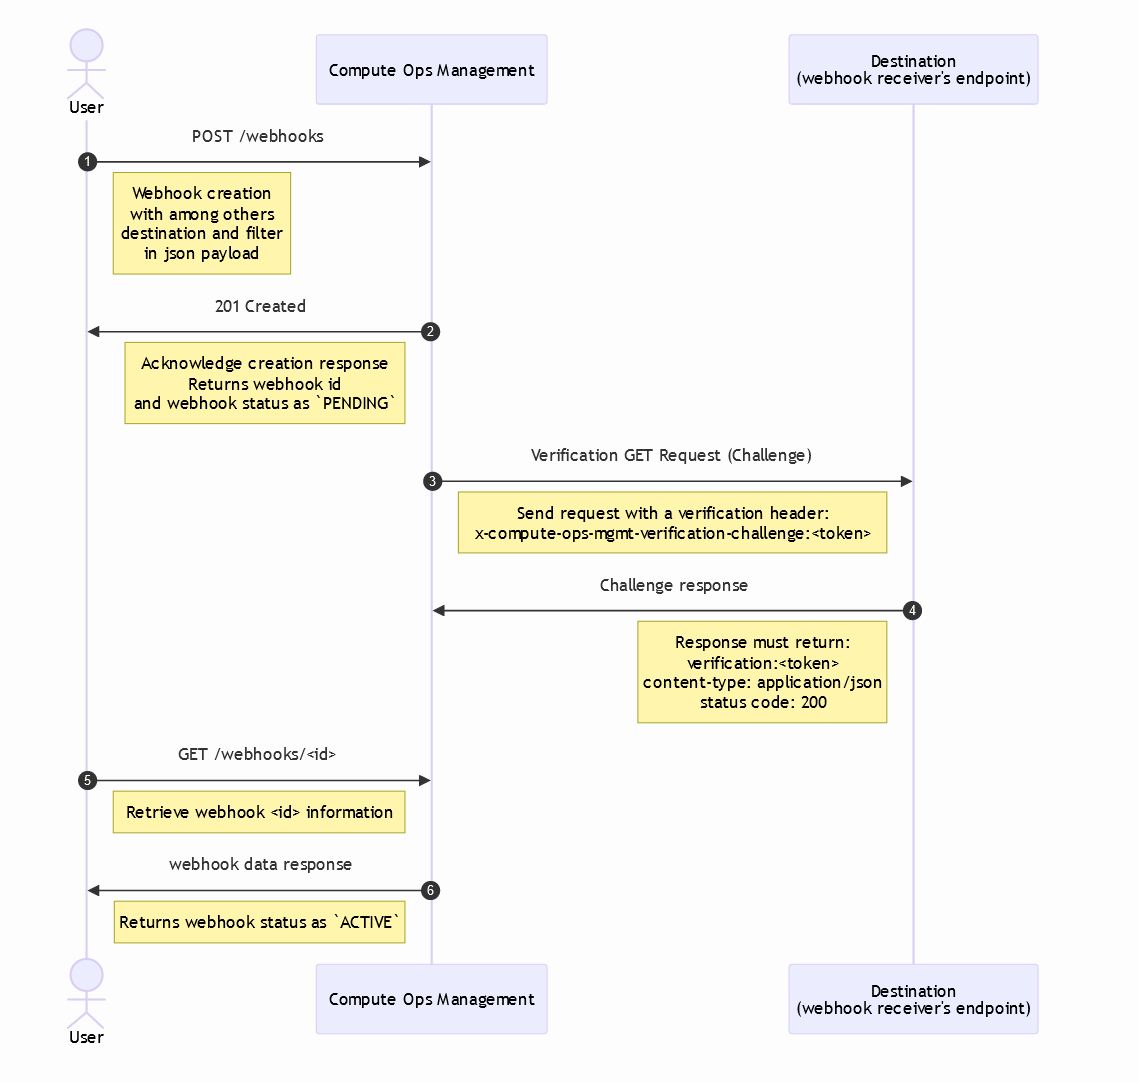 User
Compute Ops Management
Destination
(webhook receiver's endpoint)
POST /webhooks
1
Webhook creation
with among others
destination and filter
in json payload
201 Created
2
Acknowledge creation response
Returns webhook id
and webhook status as `PENDING`
Verification GET Request (Challenge)
3
Send request with a verification header:
x-compute-ops-mgmt-verification-challenge:<token>
Challenge response
4
Response must return:
verification:<token>
content-type: application/json
status code: 200
GET /webhooks/<id>
5
Retrieve webhook <id> information
webhook data response
6
Returns webhook status as `ACTIVE`
User
Compute Ops Management
Destination
(webhook receiver's endpoint)